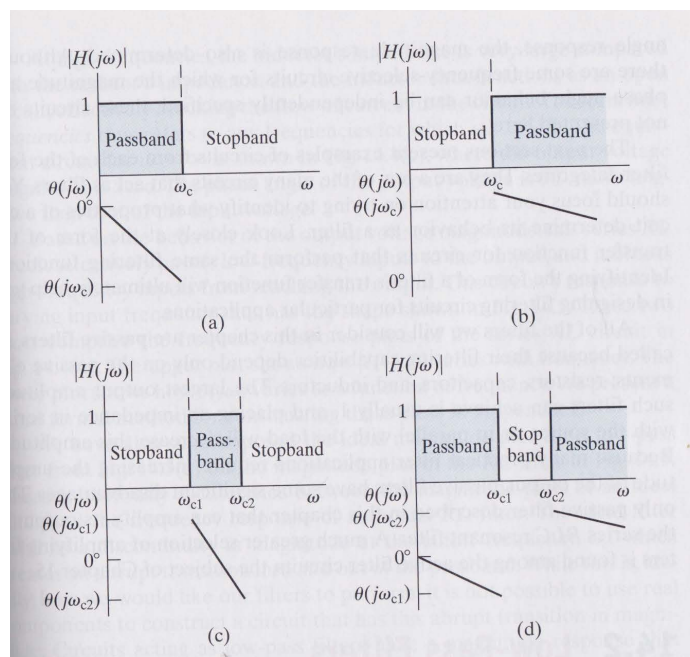 |H(jω)|
1
Passband
Stopband
θ(jω)
ωc
ω
0°
θ(jωc)
(a)
|H(jω)|
1
Stopband
Passband
θ(jω)
ωc
ω
θ(jωc)
0°
(b)
|H(jω)|
1
Stopband
Pass-
band
Stopband
θ(jω)
ωc1
ωc2
ω
θ(jωc1)
0°
θ(jωc2)
(c)
|H(jω)|
1
Passband
Stop
band
Passband
θ(jω)
ωc1
ωc2
ω
θ(jωc2)
0°
θ(jωc1)
(d)